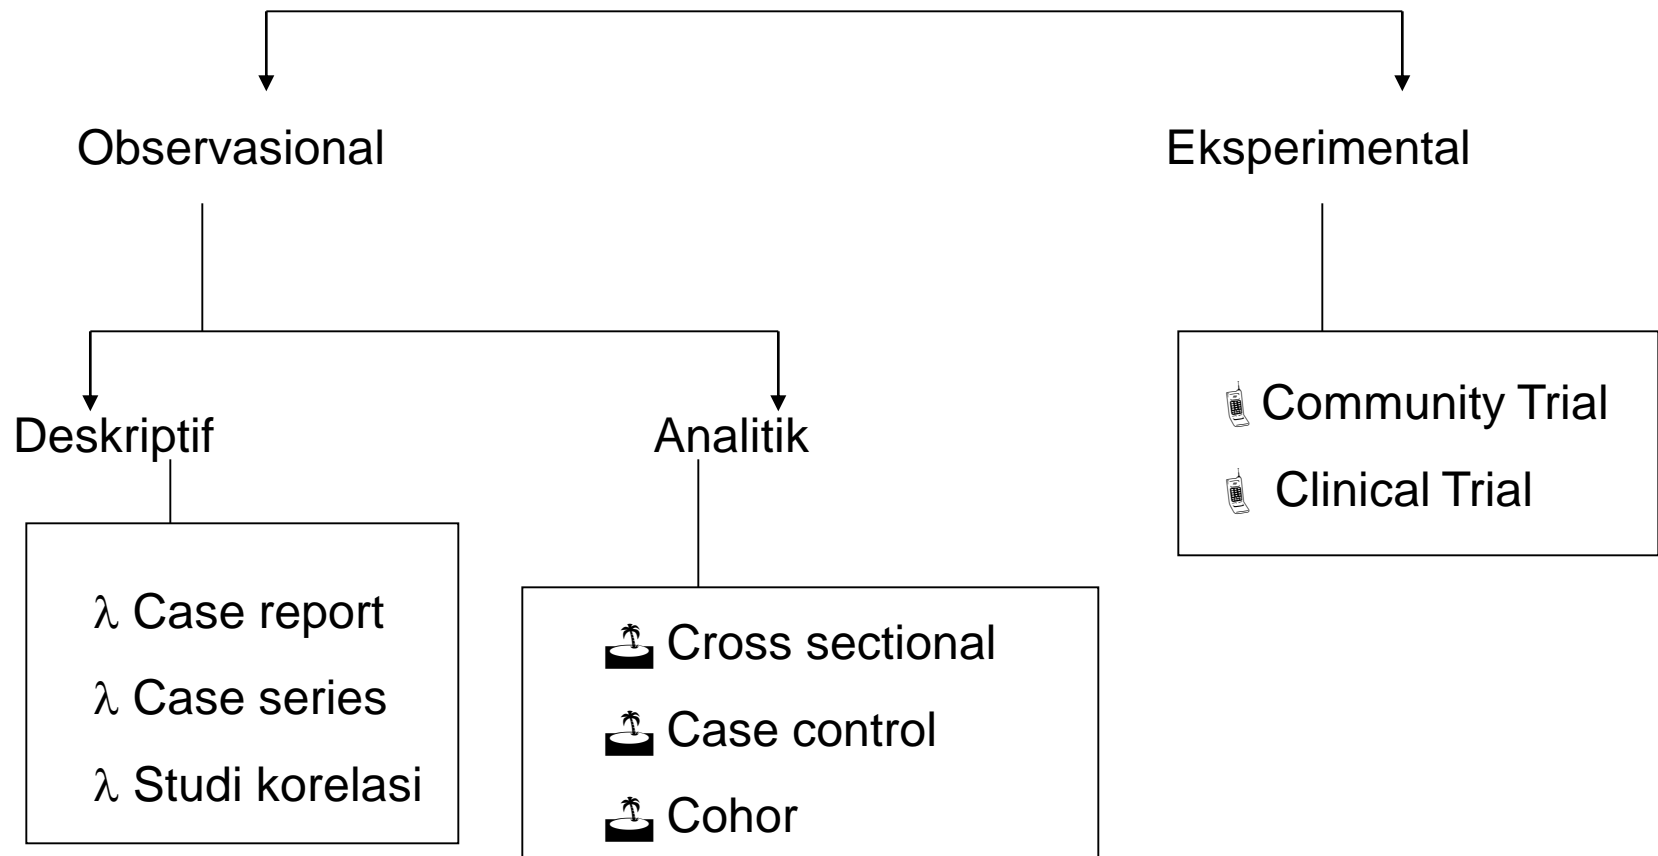 Observasional
Eksperimental
Deskriptif
Analitik
Community Trial
Clinical Trial
λ Case report
λ Case series
λ Studi korelasi
Cross sectional
Case control
Cohor